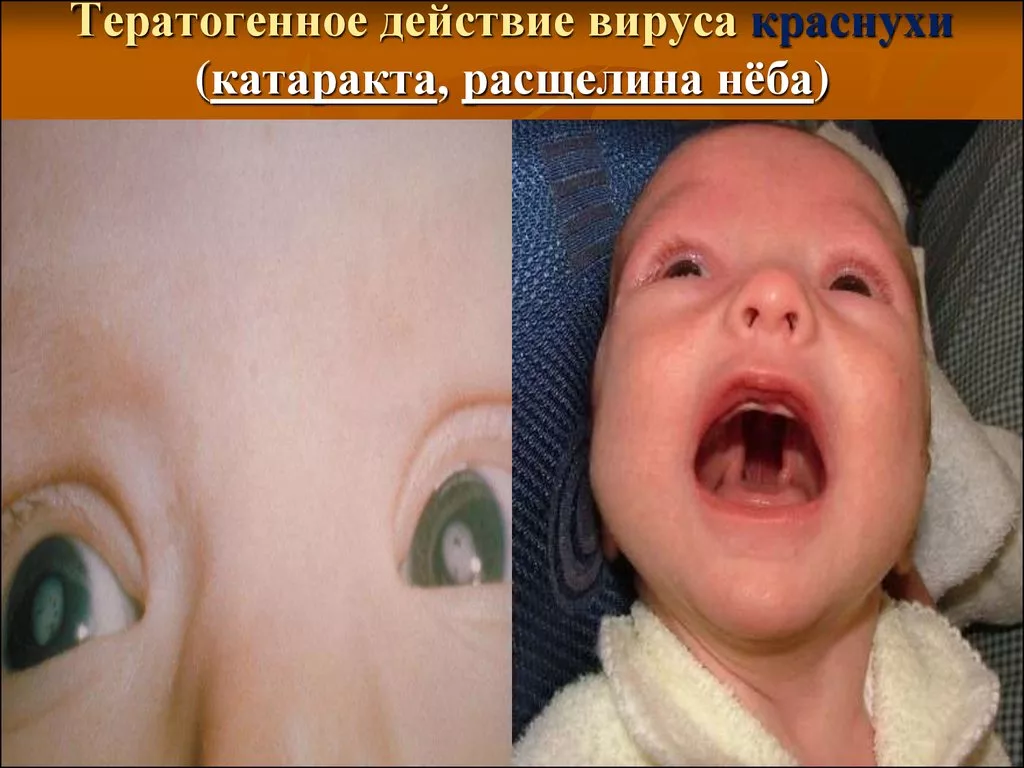 Тератогенное действие вируса краснухи
(катаракта, расщелина нёба)